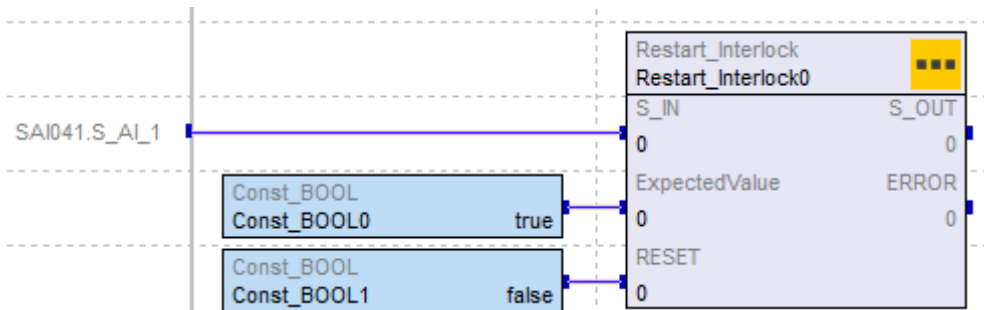 Restart_Interlock
Restart_Interlock0
S_IN S_OUT
SAI041.S_AI_1
0 0
ExpectedValue ERROR
Const_BOOL
Const_BOOL0 true
0 0
RESET
Const_BOOL
Const_BOOL1 false
0